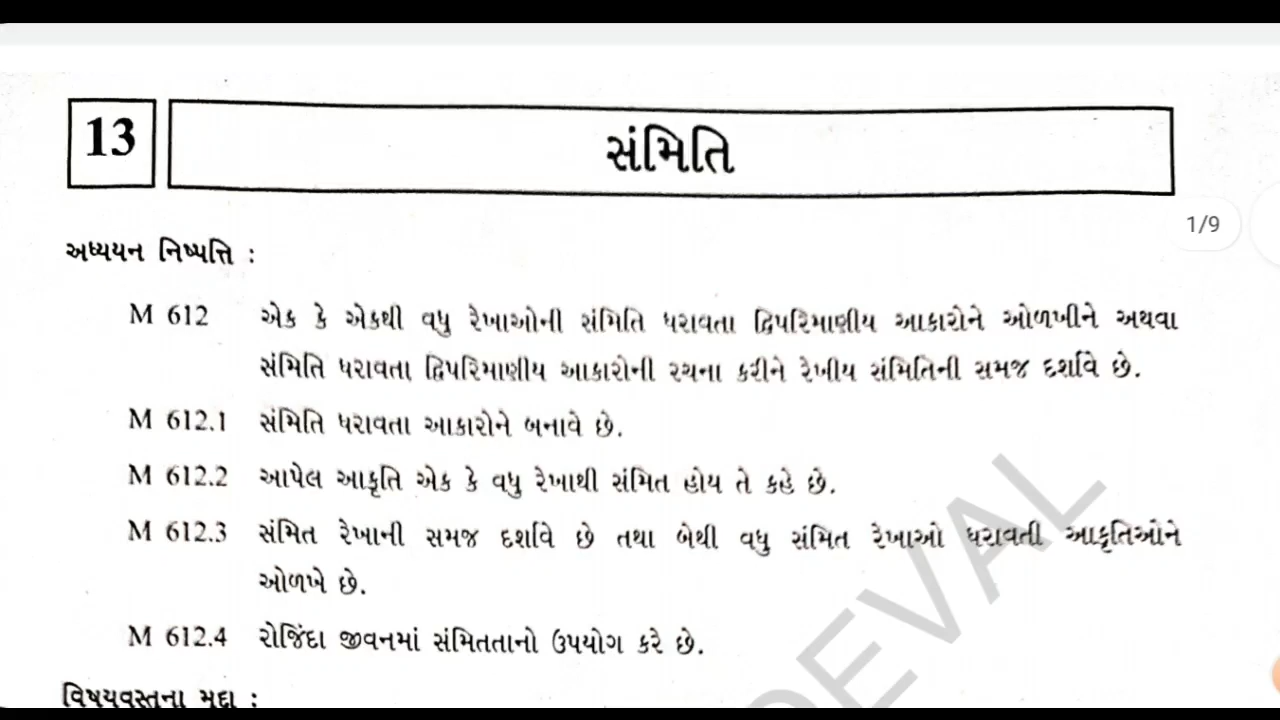 13
સંમિતિ
1/9
અધ્યયન નિષ્પત્તિ :
M 612 એક કે એકથી વધુ રેખાઓની સંમિતિ ધરાવતા દ્વિપરિમાણીય આકારોને ઓળખીને અથવા
સંમિતિ ધરાવતા દ્વિપરિમાણીય આકારોની રચના કરીને રેખીય સંમિતિની સમજ દર્શાવે છે.
M 612.1 સંમિતિ ધરાવતા આકારોને બનાવે છે.
M 612.2 આપેલ આકૃતિ એક કે વધુ રેખાથી સંમિત હોય તે કહે છે.
M 612.3 સંમિત રેખાની સમજ દર્શાવે છે તથા બેથી વધુ સંમિત રેખાઓ ધરાવતી આકૃતિઓને
ઓળખે છે.
M 612.4 રોજિંદા જીવનમાં સંમિતતાનો ઉપયોગ કરે છે.
વિષયવસ્તુના મુદ્દા :
DEVAL